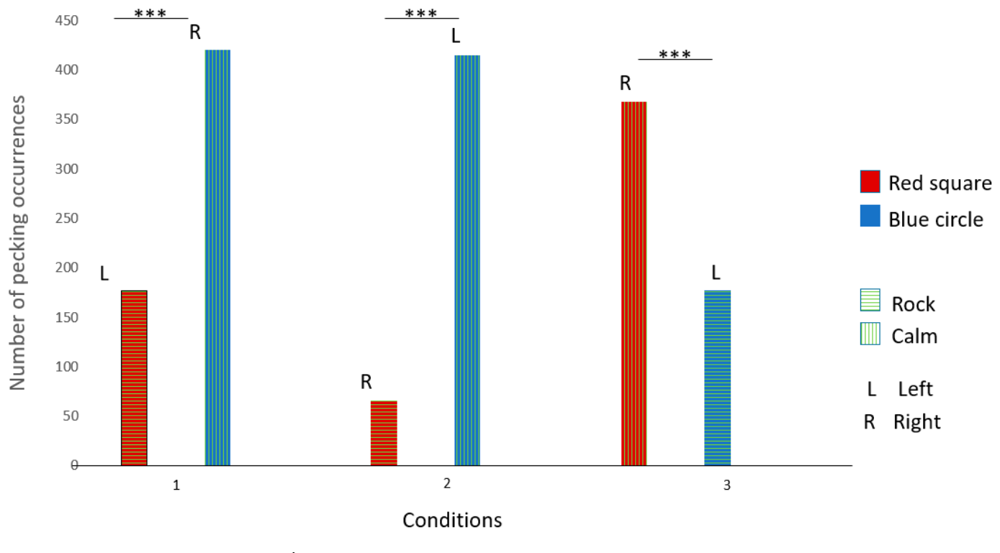 450
400
350
300
250
200
150
100
50
0
Number of pecking occurrences
***
R
L
***
L
R
***
R
L
1
2
3
Conditions
Red square
Blue circle
Rock
Calm
L Left
R Right